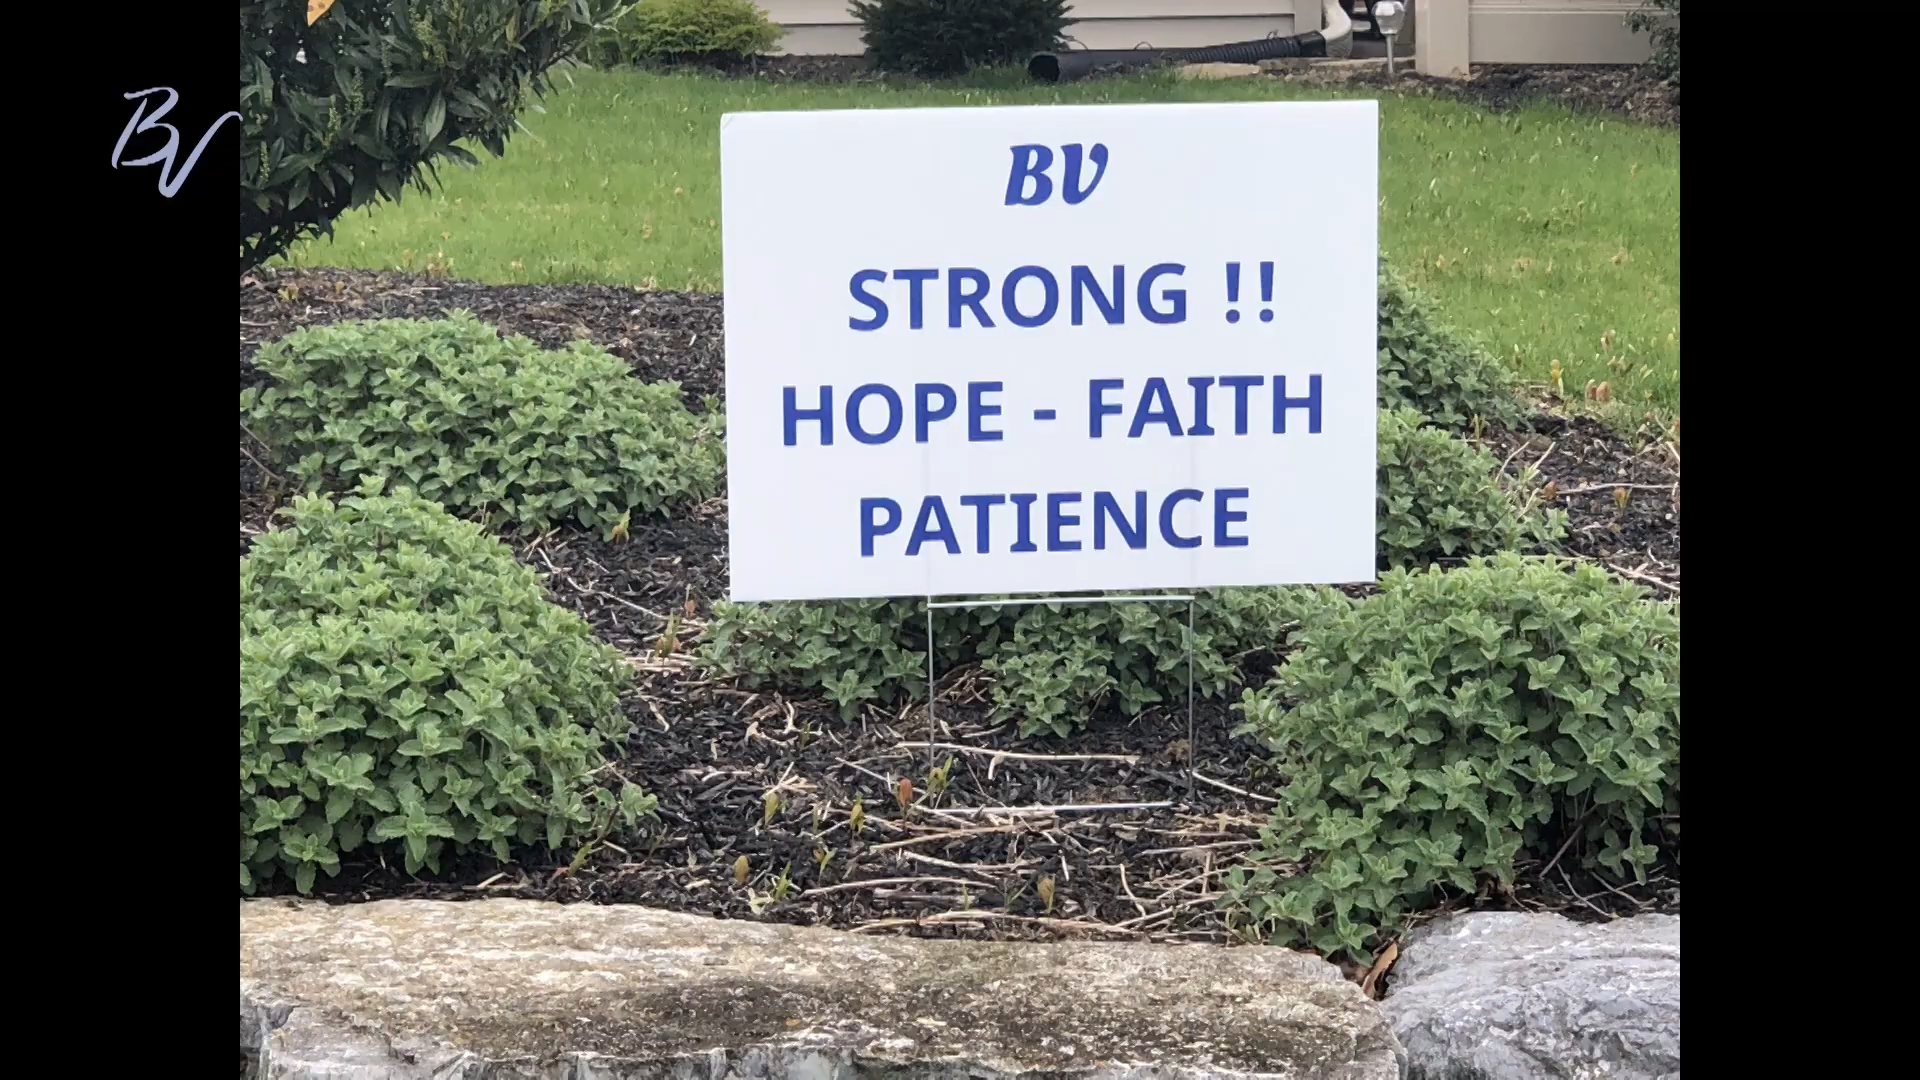 BV
BV
STRONG !!
HOPE - FAITH
PATIENCE